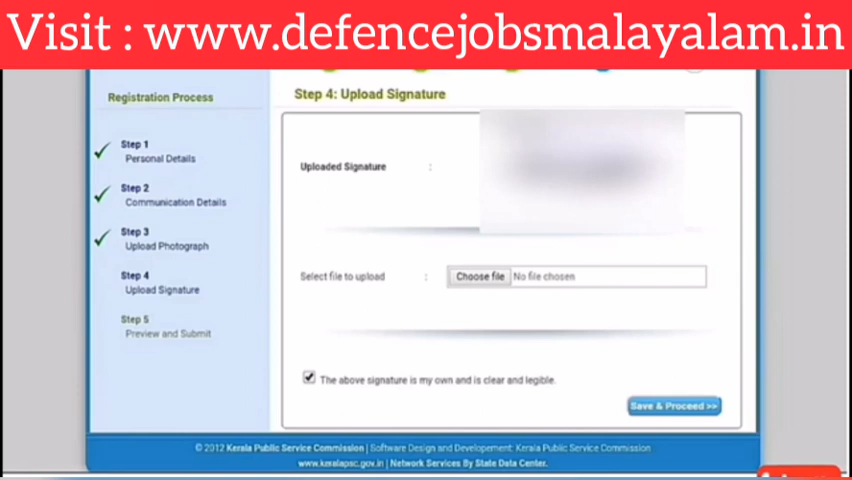 Visit : www.defencejobsmalayalam.in
Registration Process
Step 1
Personal Details
Step 2
Communication Details
Step 3
Upload Photograph
Step 4
Upload Signature
Step 5
Preview and Submit
Step 4: Upload Signature
Uploaded Signature :
Select file to upload : Choose file No file chosen
The above signature is my own and is clear and legible.
Save & Proceed >>
© 2012 Kerala Public Service Commission | Software Design and Developement: Kerala Public Service Commission
www.keralapsc.gov.in | Network Services By State Data Center.